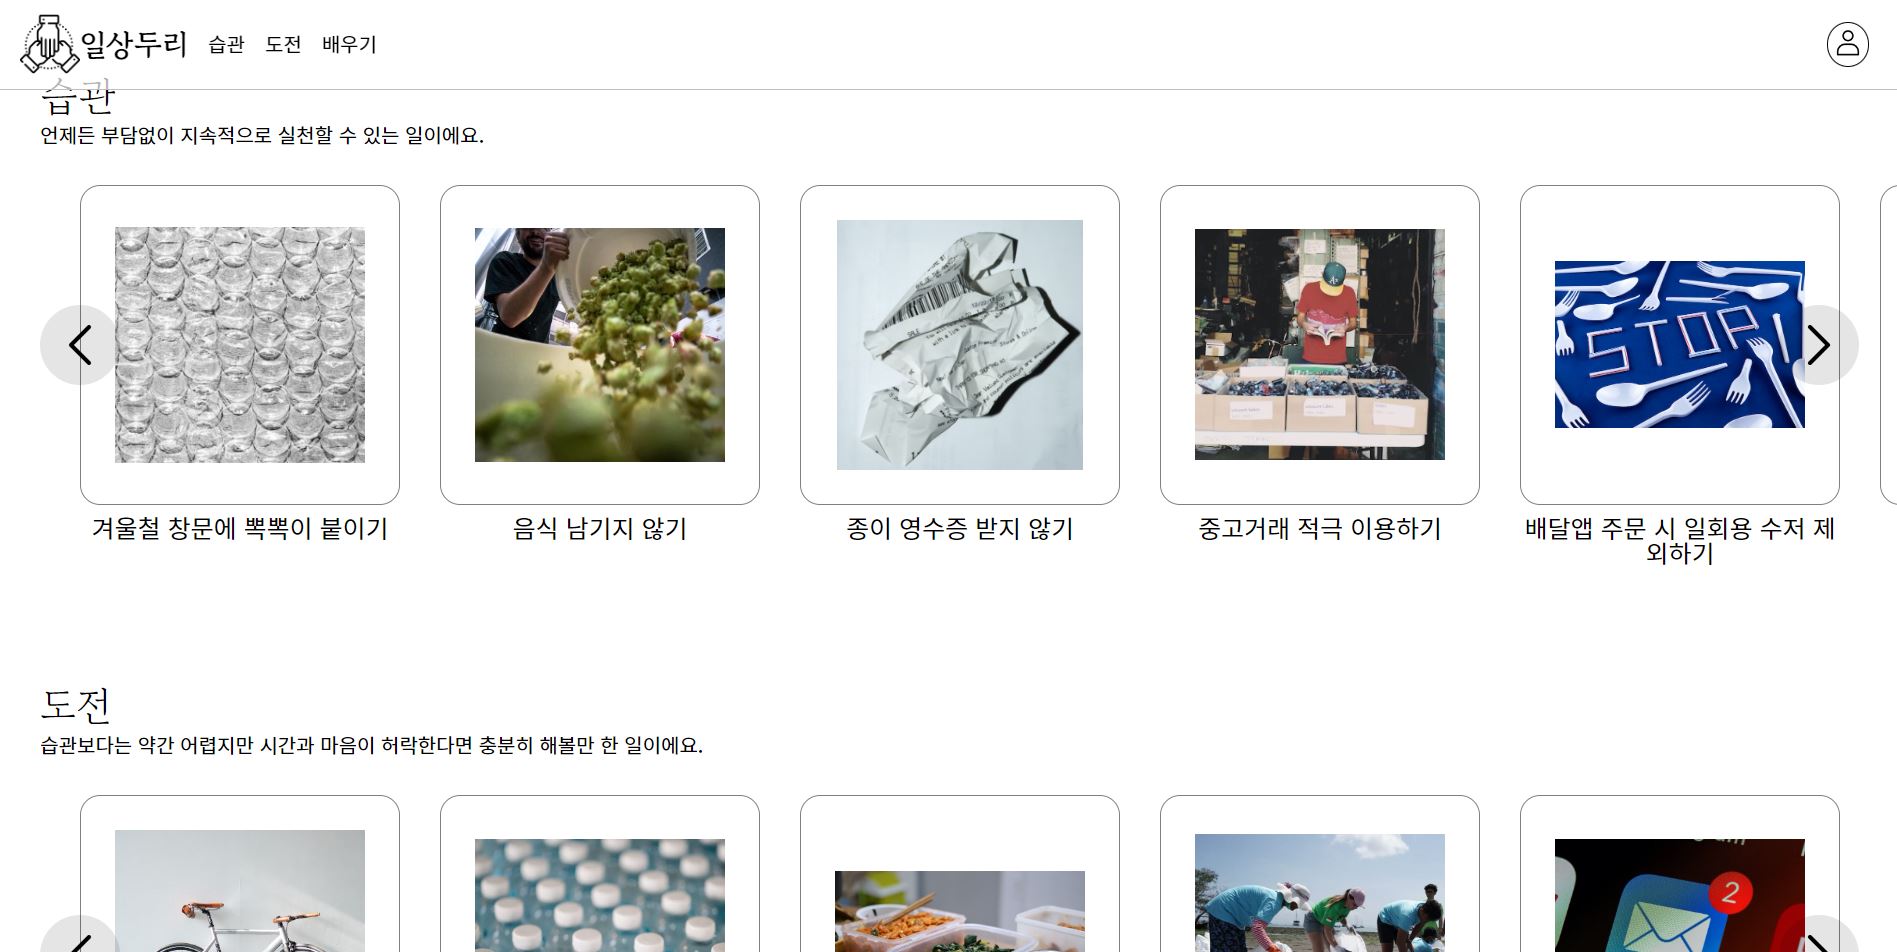 일상두리 습관 도전 배우기
습관
언제든 부담없이 지속적으로 실천할 수 있는 일이에요.
STOP!
겨울철 창문에 뽁뽁이 붙이기
음식 남기지 않기
종이 영수증 받지 않기
중고거래 적극 이용하기
배달앱 주문 시 일회용 수저 제
외하기
도전
습관보다는 약간 어렵지만 시간과 마음이 허락한다면 충분히 해볼만 한 일이에요.
2